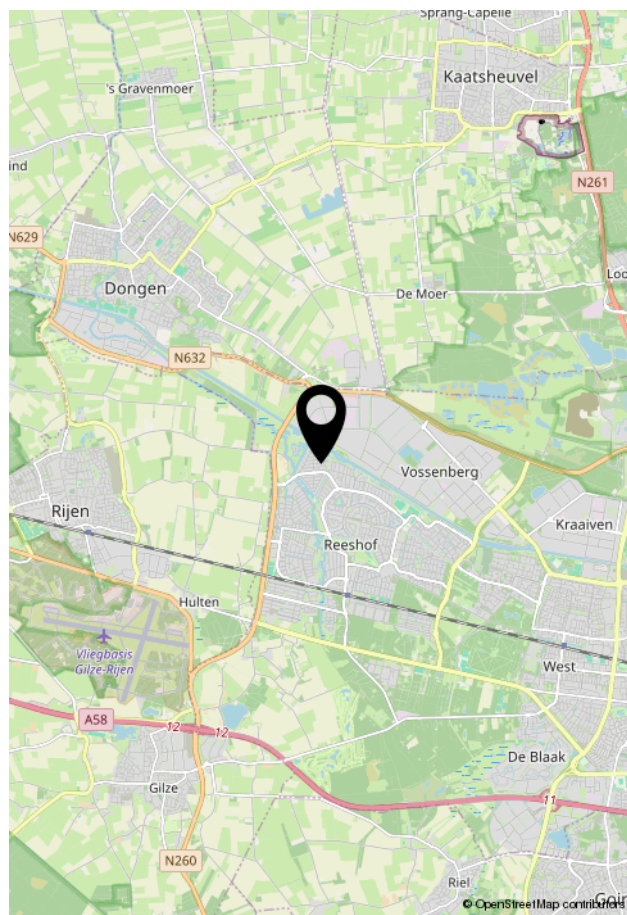 Sprang-Capelle
Kaatsheuvel
's Gravenmoer
N261
N629
Dongen
De Moer
N632
Vossenberg
Rijen
Kraaiven
Reeshof
Hulten
Vliegbasis
Gilze-Rijen
West
A58
12
12
De Blaak
Gilze
11
N260
Riel
© OpenStreetMap contributors